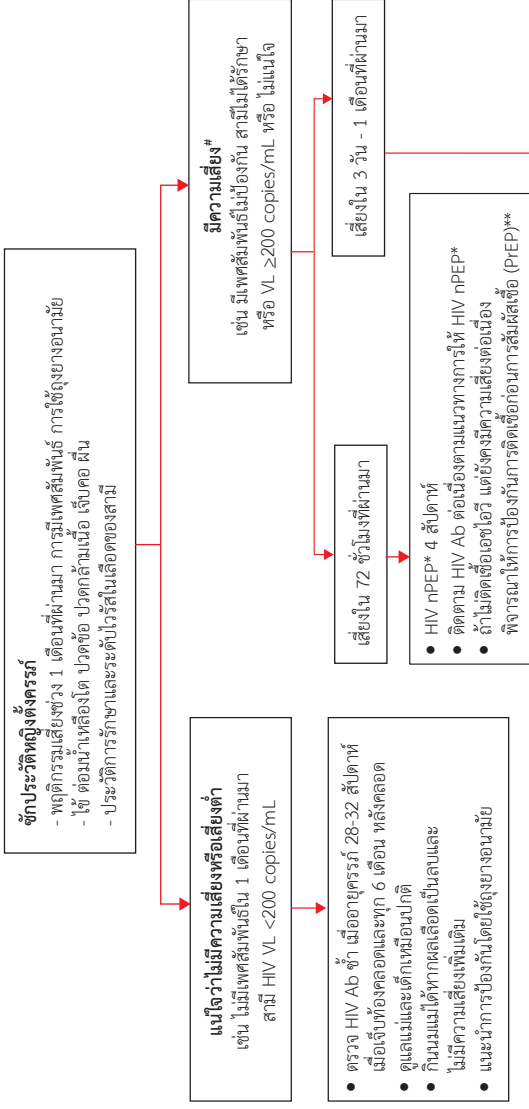 ซักประวัติหญิงตั้งครรภ์
- พฤติกรรมเสี่ยงช่วง 1 เดือนที่ผ่านมา การมีเพศสัมพันธ์ การใช้ถุงยางอนามัย
- ไข้ ต่อมน้ำเหลืองโต ปวดข้อ ปวดกล้ามเนื้อ เจ็บคอ ผื่น
- ประวัติการรักษาและระดับไวรัสในเลือดของสามี
แน่ใจว่าไม่มีความเสี่ยงหรือเสี่ยงต่ำ
เช่น ไม่มีเพศสัมพันธ์ใน 1 เดือนที่ผ่านมา
สามี HIV VL <200 copies/mL
● ตรวจ HIV Ab ซ้ำ เมื่ออายุครรภ์ 28-32 สัปดาห์
เมื่อเจ็บท้องคลอดและทุก 6 เดือน หลังคลอด
● ดูแลแม่และเด็กเหมือนปกติ
● กินนมแม่ได้หากผลเลือดเป็นลบและ
ไม่มีความเสี่ยงเพิ่มเติม
● แนะนำการป้องกันโดยใช้ถุงยางอนามัย
มีความเสี่ยง#
เช่น มีเพศสัมพันธ์ไม่ป้องกัน สามีไม่ได้รักษา
หรือ VL ≥200 copies/mL หรือ ไม่แน่ใจ
เสี่ยงใน 72 ชั่วโมงที่ผ่านมา
● HIV nPEP* 4 สัปดาห์
● ติดตาม HIV Ab ต่อเนื่องตามแนวทางการให้ HIV nPEP*
● ถ้าไม่ติดเชื้อเอชไอวี แต่ยังคงมีความเสี่ยงต่อเนื่อง
พิจารณาให้การป้องกันการติดเชื้อก่อนการสัมผัสเชื้อ (PrEP)**
เสี่ยงใน 3 วัน - 1 เดือนที่ผ่านมา